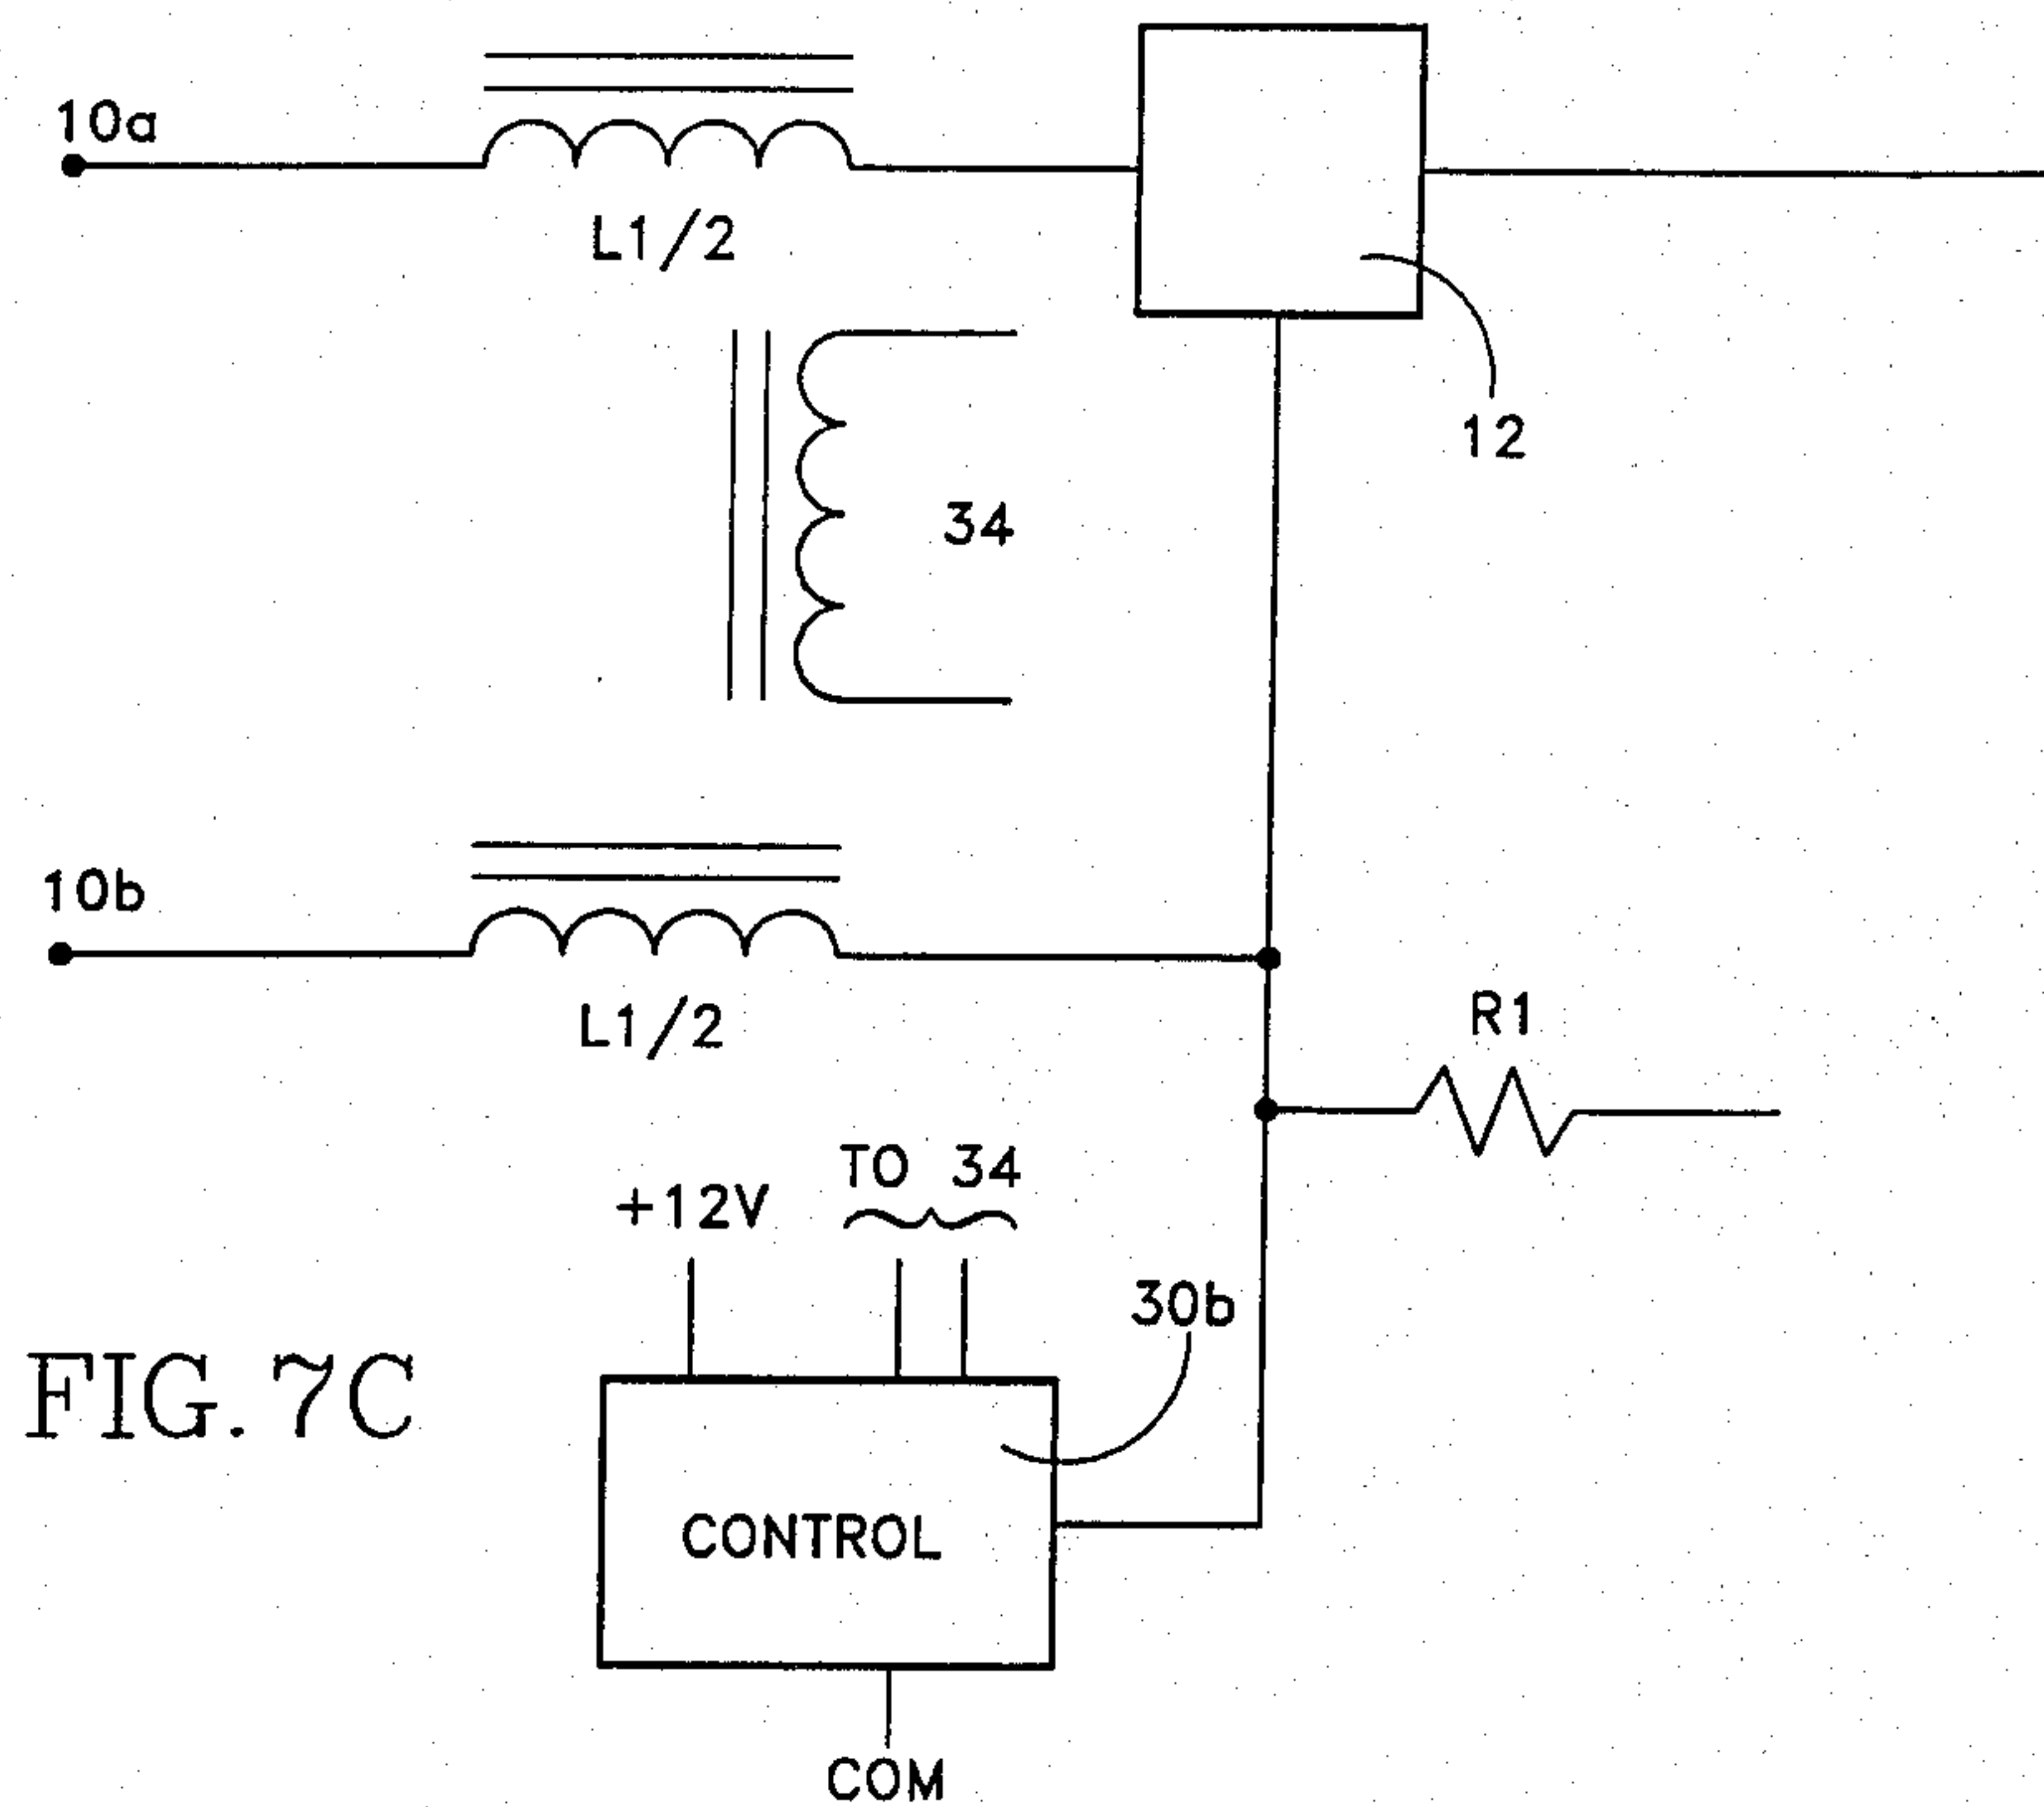 10a
L1/2
12
34
10b
L1/2
R1
TO 34
+12V
30b
FIG. 7C
CONTROL
COM